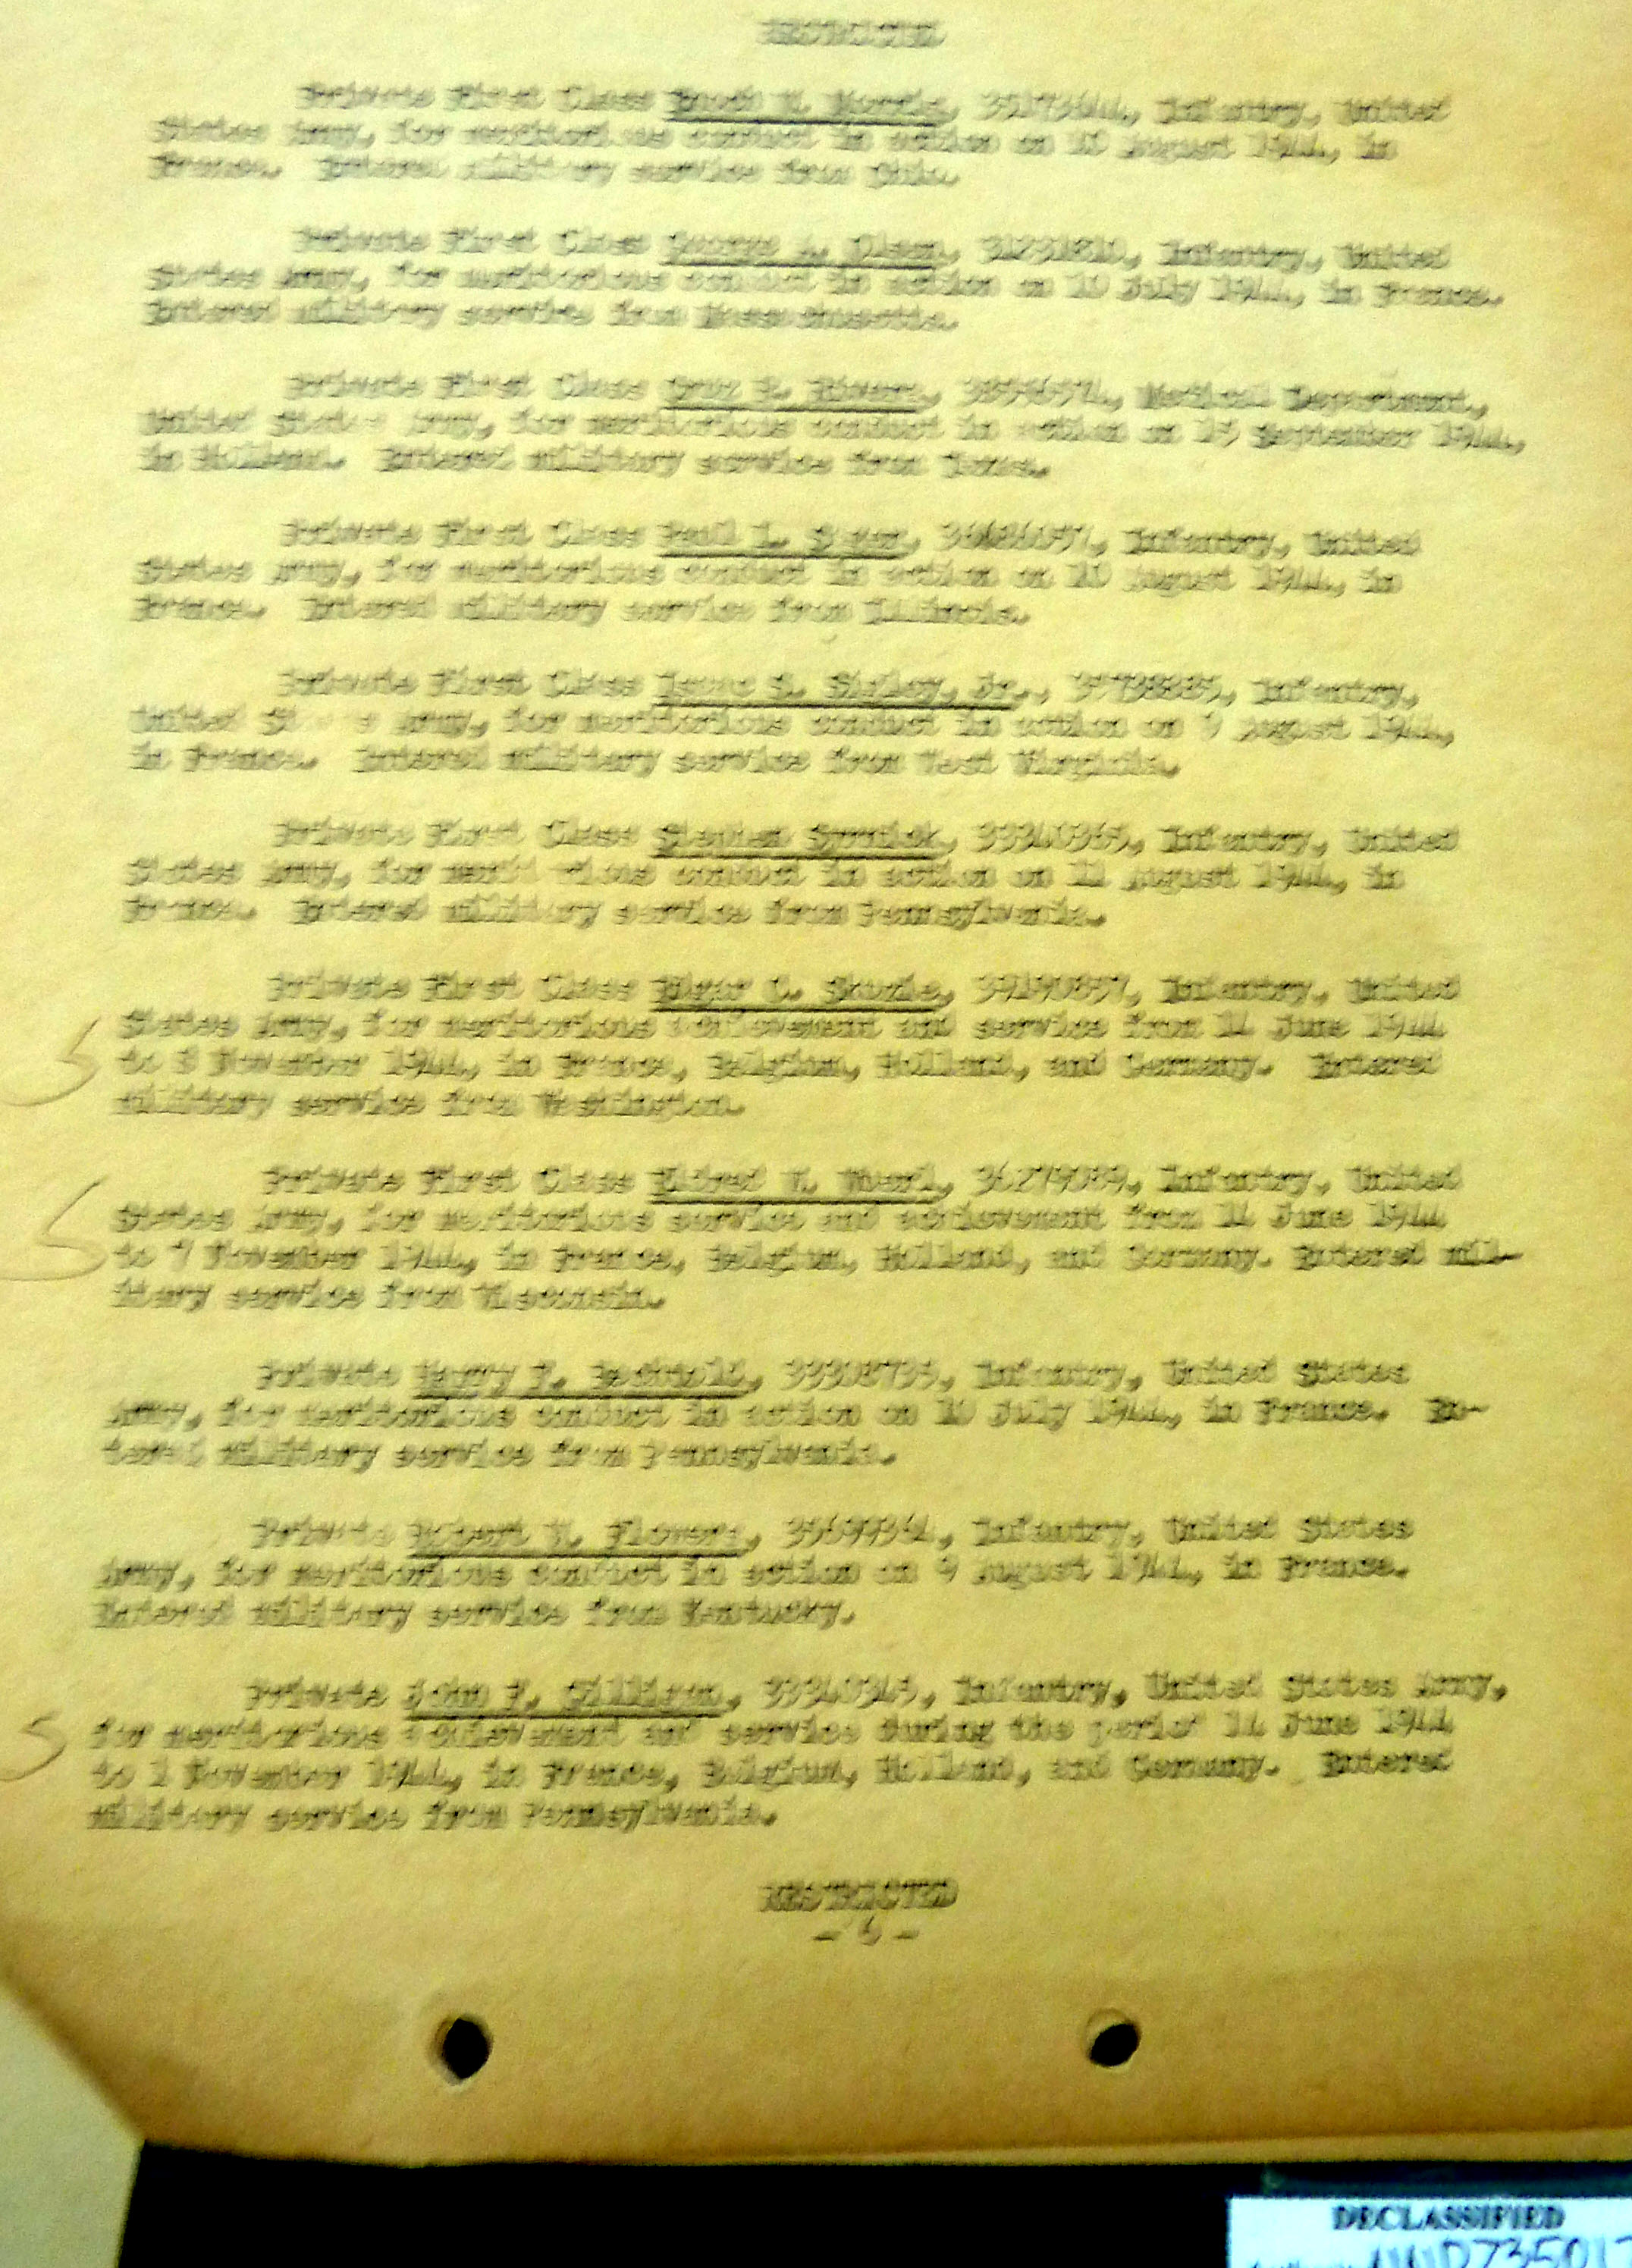 RESTRICTED
Private First Class Enoch M. Morris, Infantry, United
States Army, for meritorious conduct in action on August 1944, in
France. Entered military service from Ohio.
Private First Class George A. Olsen, Infantry, United
States Army, for meritorious conduct in action on 10 July 1944, in France.
Entered military service from Massachusetts.
Private First Class Rivera, Medical Department,
United States Army, for meritorious conduct in action on September 1944,
in Holland. Entered military service from Texas.
Private First Class Paul L. Infantry, United
States Army, for meritorious conduct in action on 10 August 1944, in
France. Entered military service from Illinois.
Private First Class Isaac S. Jr., Infantry,
United States Army, for meritorious conduct in action on 9 August 1944,
in France. Entered military service from West Virginia.
Private First Class Stephen 33340365, Infantry, United
States Army, for meritorious conduct in action on 11 August 1944, in
France. Entered military service from Pennsylvania.
Private First Class Edgar C. 39190857, Infantry, United
States Army, for meritorious achievement and service from 14 June 1944
to November 1944, in France, Belgium, Holland, and Germany. Entered
military service from Washington.
Private First Class Infantry, United
States Army, for meritorious service and achievement from 14 June 1944
to November 1944, in France, Belgium, Holland, and Germany. Entered mil-
itary service from Wisconsin.
Private Harry F. Bechtold, Infantry, United States
Army, for meritorious conduct in action on 10 July 1944, in France. En-
tered military service from Pennsylvania.
Private Robert Flowers, Infantry, United States
Army, for meritorious conduct in action on 9 August 1944, in France.
Entered military service from Kentucky.
Private John F. Gilligan, Infantry, United States Army,
for meritorious achievement and service during the period 14 June 1944
to 1 November 1944, in France, Belgium, Holland, and Germany. Entered
military service from Pennsylvania.
RESTRICTED
- 6 -
DECLASSIFIED